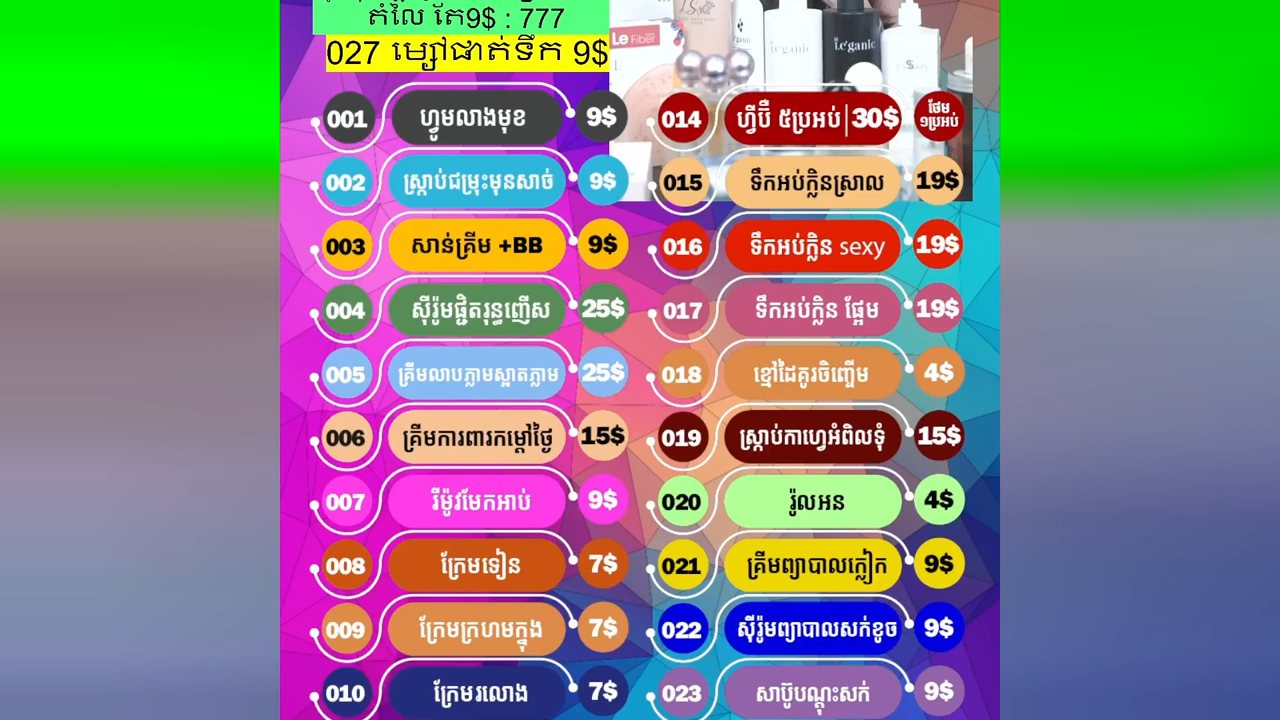 តំលៃ តែ9$ : 777
027 ម្សៅផាត់ទឹក 9$
Le Fiber
Le'ganic
Le'ganic
001 ហ្វូមលាងមុខ 9$
002 ស្ក្រាប់ជម្រុះមុនសាច់ 9$
003 សាន់គ្រីម +BB 9$
004 ស៊ីរ៉ូមផ្ជិតរុន្ធញើស 25$
005 គ្រីមលាបភ្លាមស្អាតភ្លាម 25$
006 គ្រីមការពារកម្តៅថ្ងៃ 15$
007 រីម៉ូវមែកអាប់ 9$
008 ក្រែមទៀន 7$
009 ក្រែមក្រហមក្នុង 7$
010 ក្រែមរលោង 7$
014 ហ្វីប៊ឺ ៥ប្រអប់|30$ ថែម ១ប្រអប់
015 ទឹកអប់ក្លិនស្រាល 19$
016 ទឹកអប់ក្លិន sexy 19$
017 ទឹកអប់ក្លិន ផ្អែម 19$
018 ខ្មៅដៃគូរចិញ្ចើម 4$
019 ស្ក្រាប់កាហ្វេអំពិលទុំ 15$
020 រ៉ូលអន 4$
021 គ្រីមព្យាបាលក្លៀក 9$
022 ស៊ីរ៉ូមព្យាបាលសក់ខូច 9$
023 សាប៊ូបណ្តុះសក់ 9$